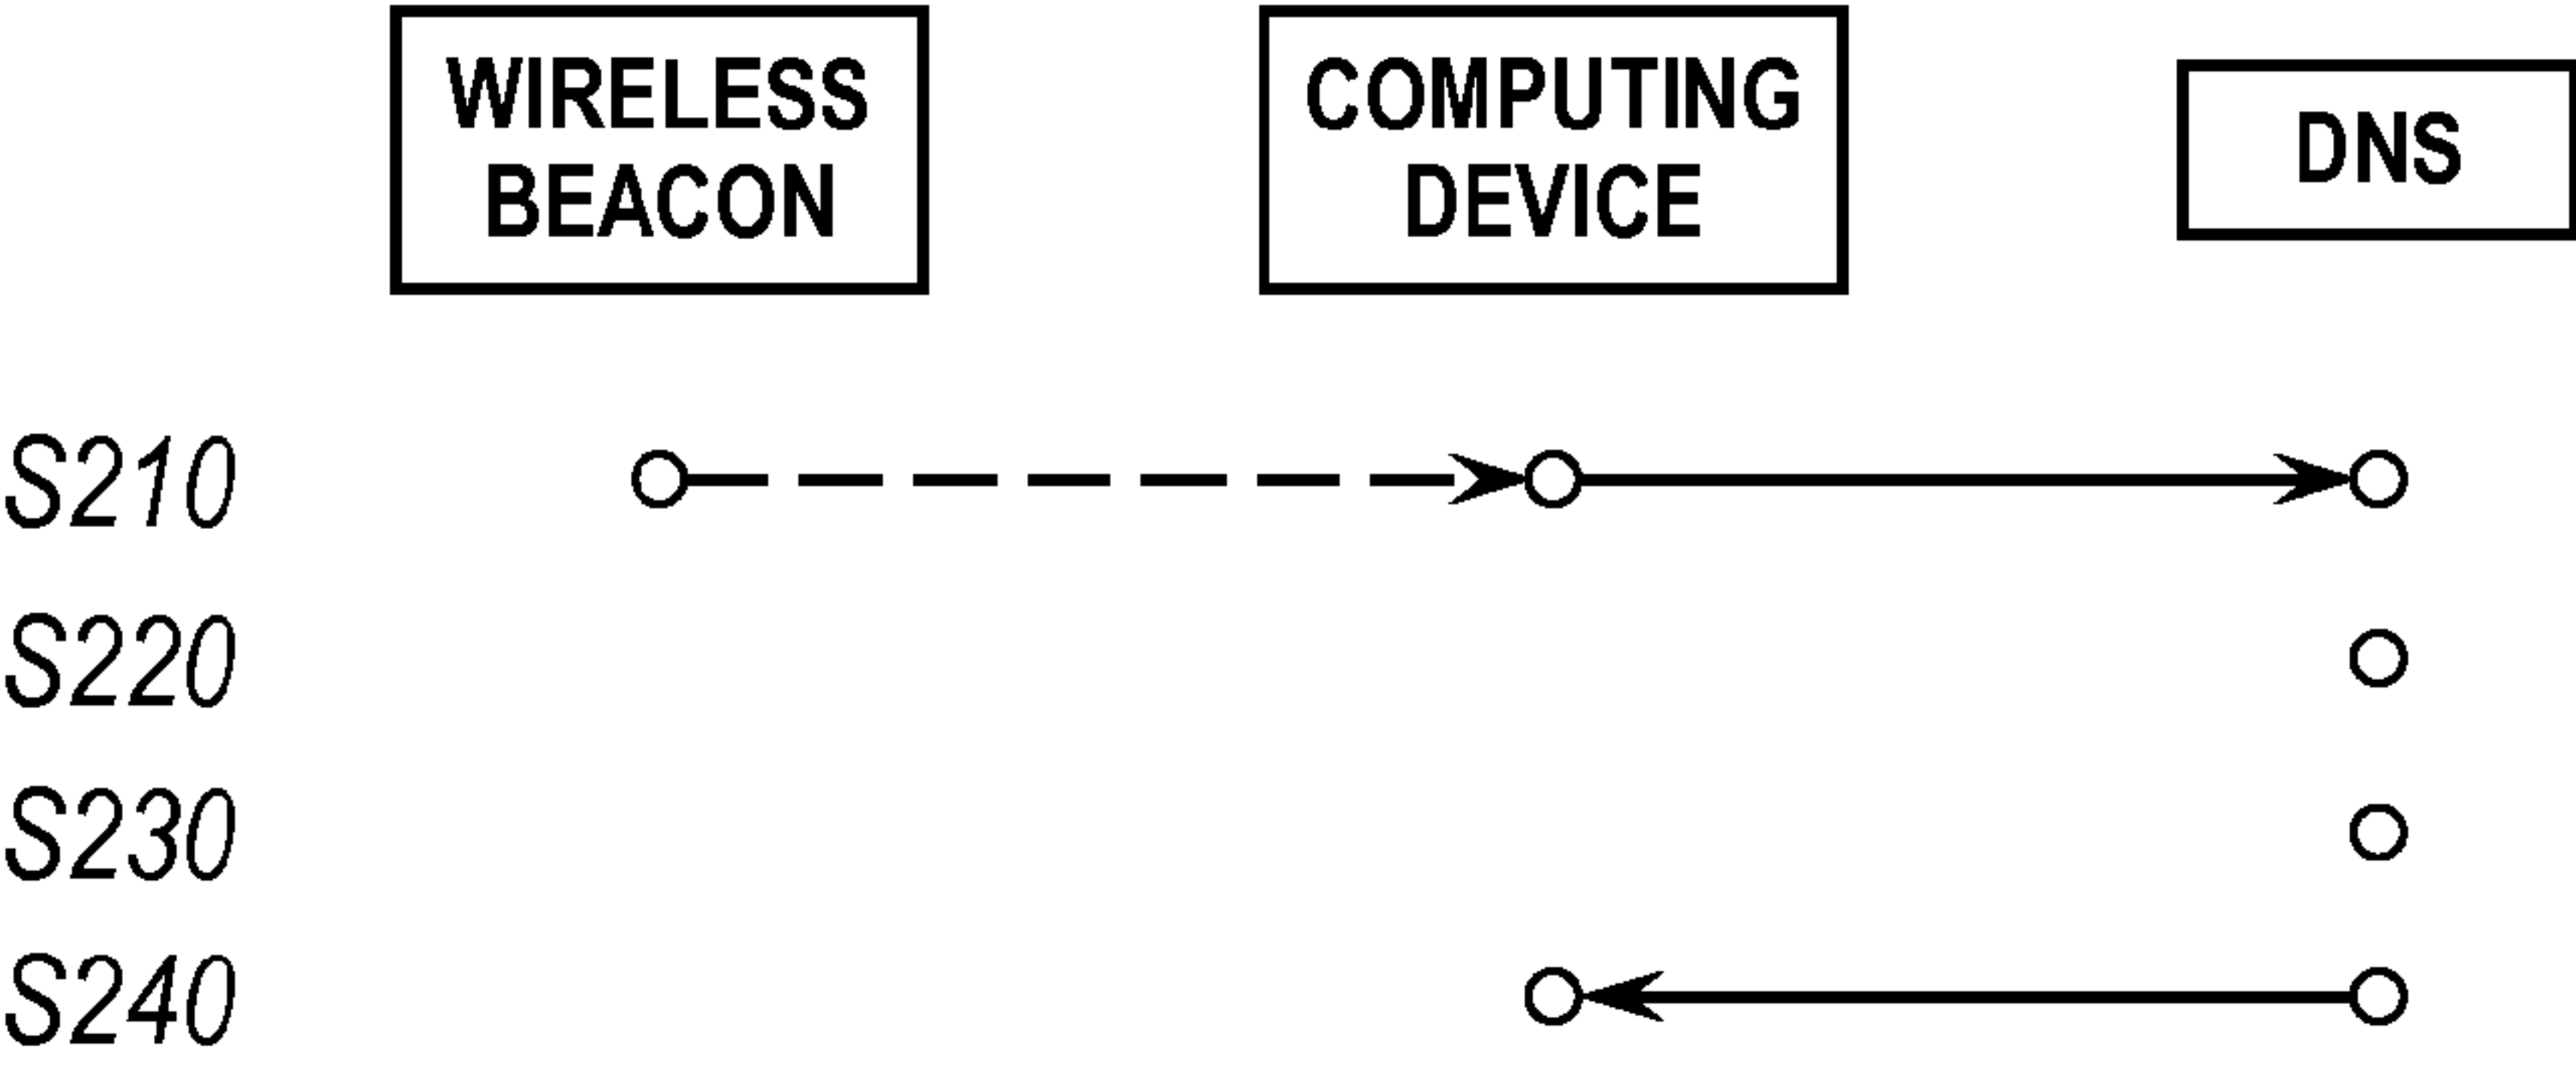 WIRELESS
BEACON
COMPUTING
DEVICE
DNS
S210
S220
S230
S240